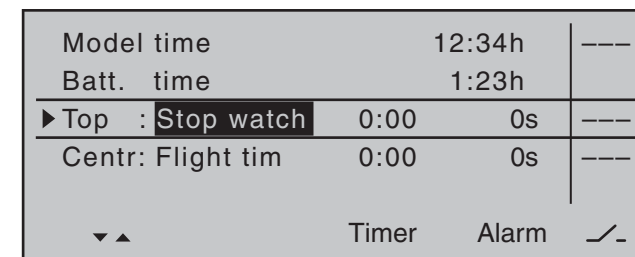 Model time 12:34h –––
Batt. time 1:23h
Top : Stop watch 0:00 0s –––
Centr: Flight tim 0:00 0s –––
Timer Alarm